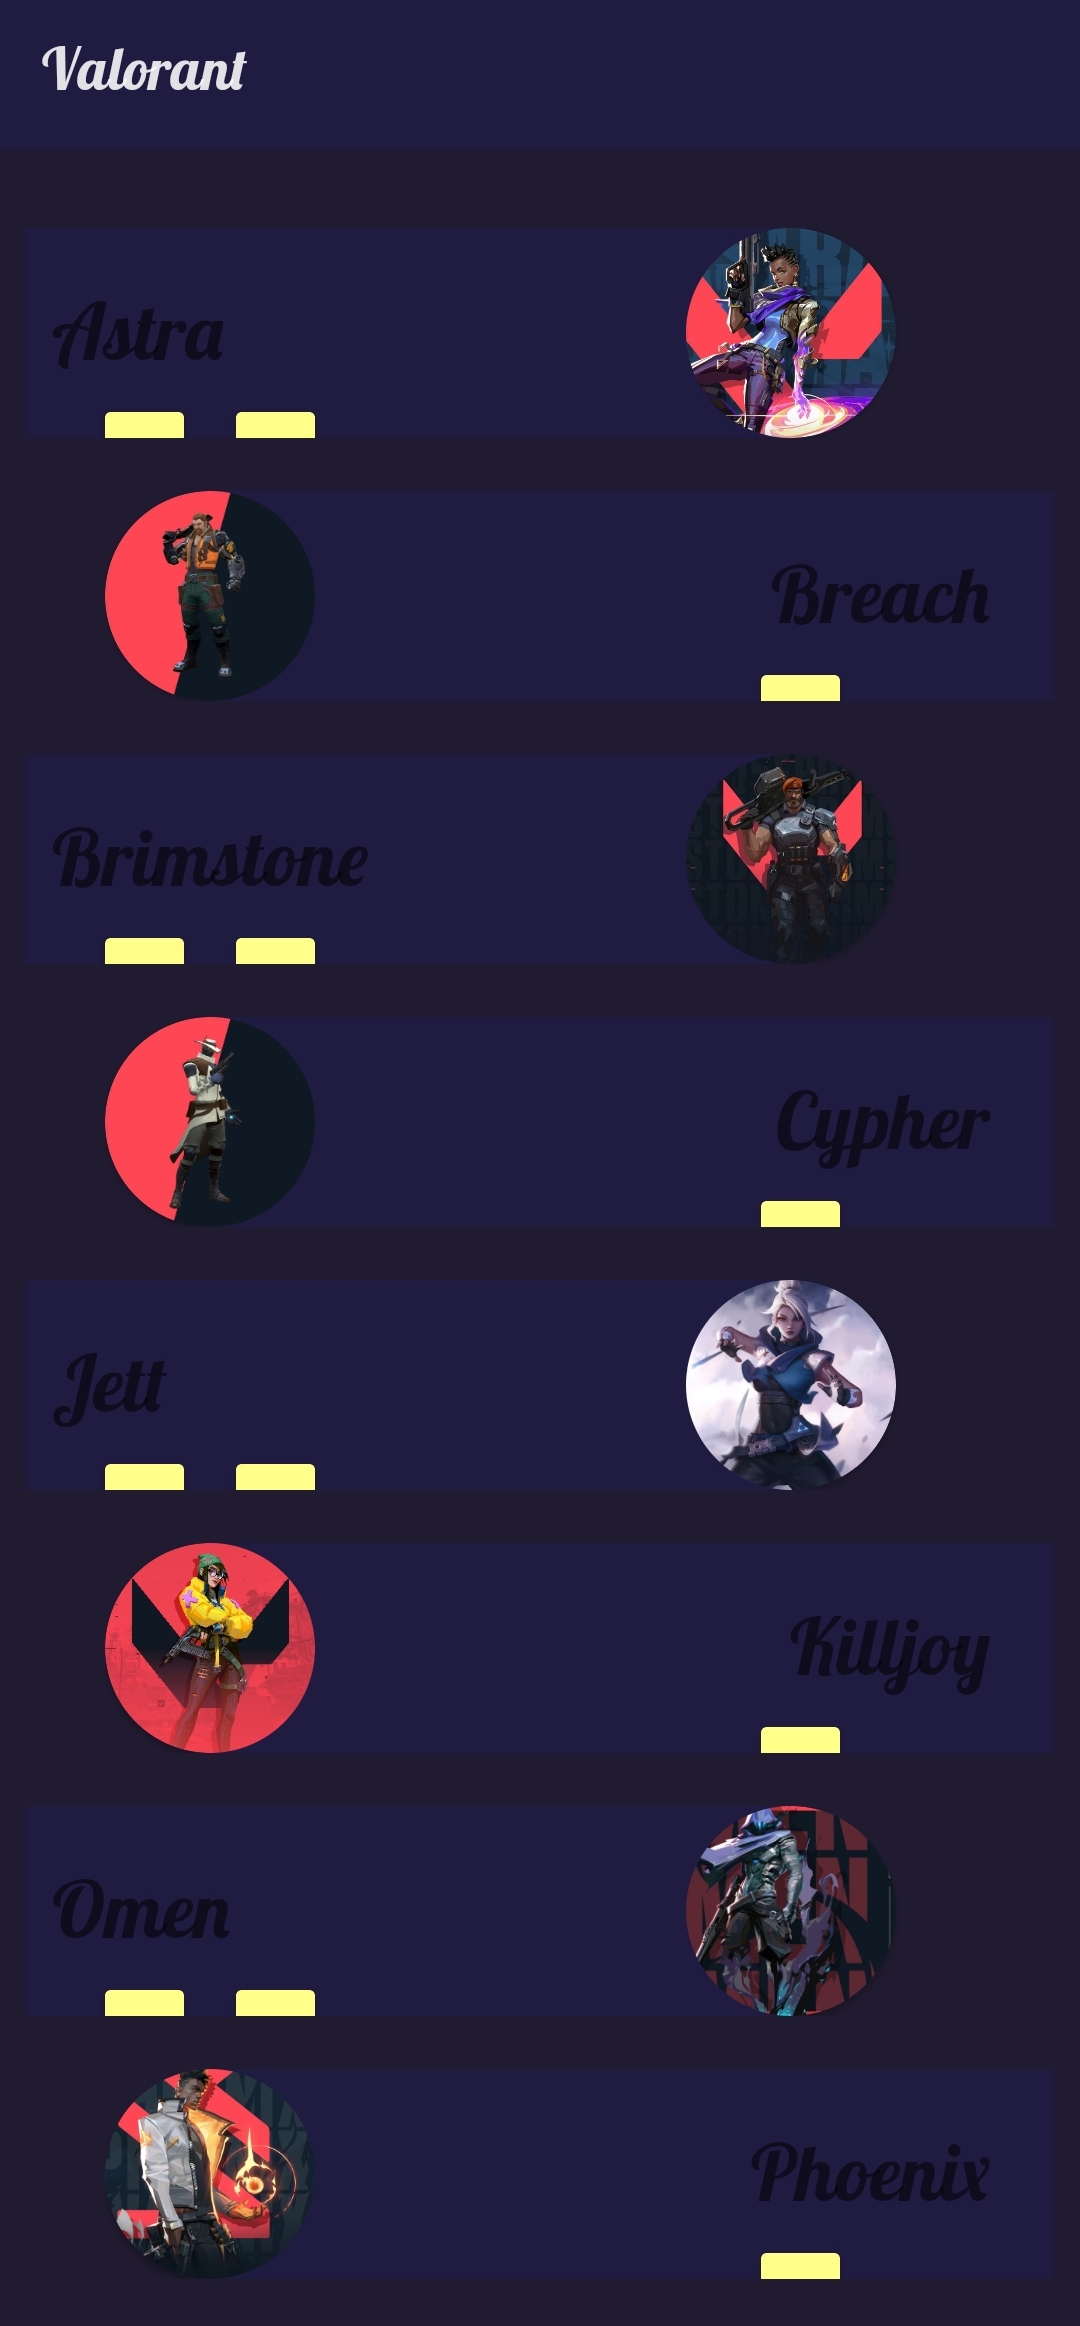 Valorant
Astra
Breach
Brimstone
Cypher
Jett
Killjoy
Omen
Phoenix